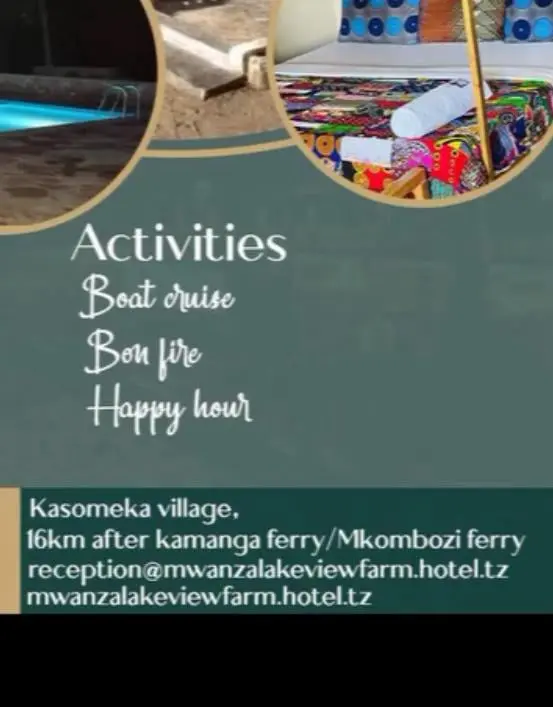 Activities
Boat cruise
Bon fire
Happy hour
Kasomeka village,
16km after kamanga ferry/Mkombozi ferry
reception@mwanzalakeviewfarm.hotel.tz
mwanzalakeviewfarm.hotel.tz